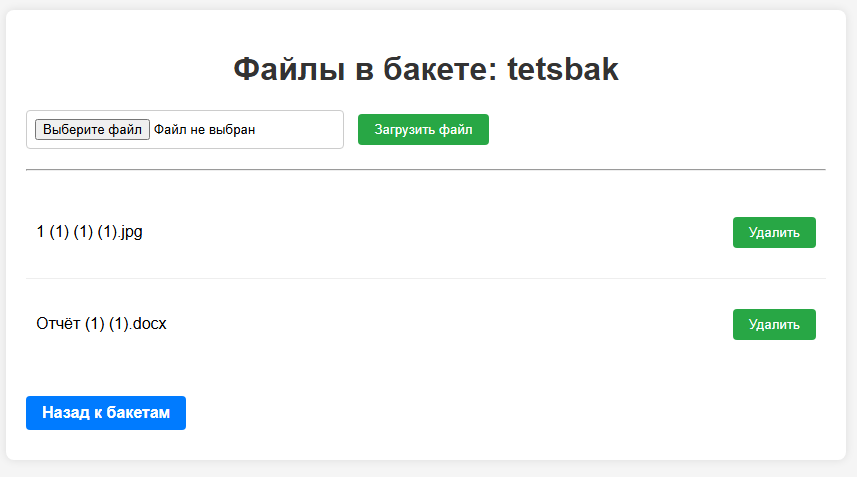 Файлы в бакете: tetsbak
Выберите файл Файл не выбран Загрузить файл
1 (1) (1) (1).jpg Удалить
Отчёт (1) (1).docx Удалить
Назад к бакетам